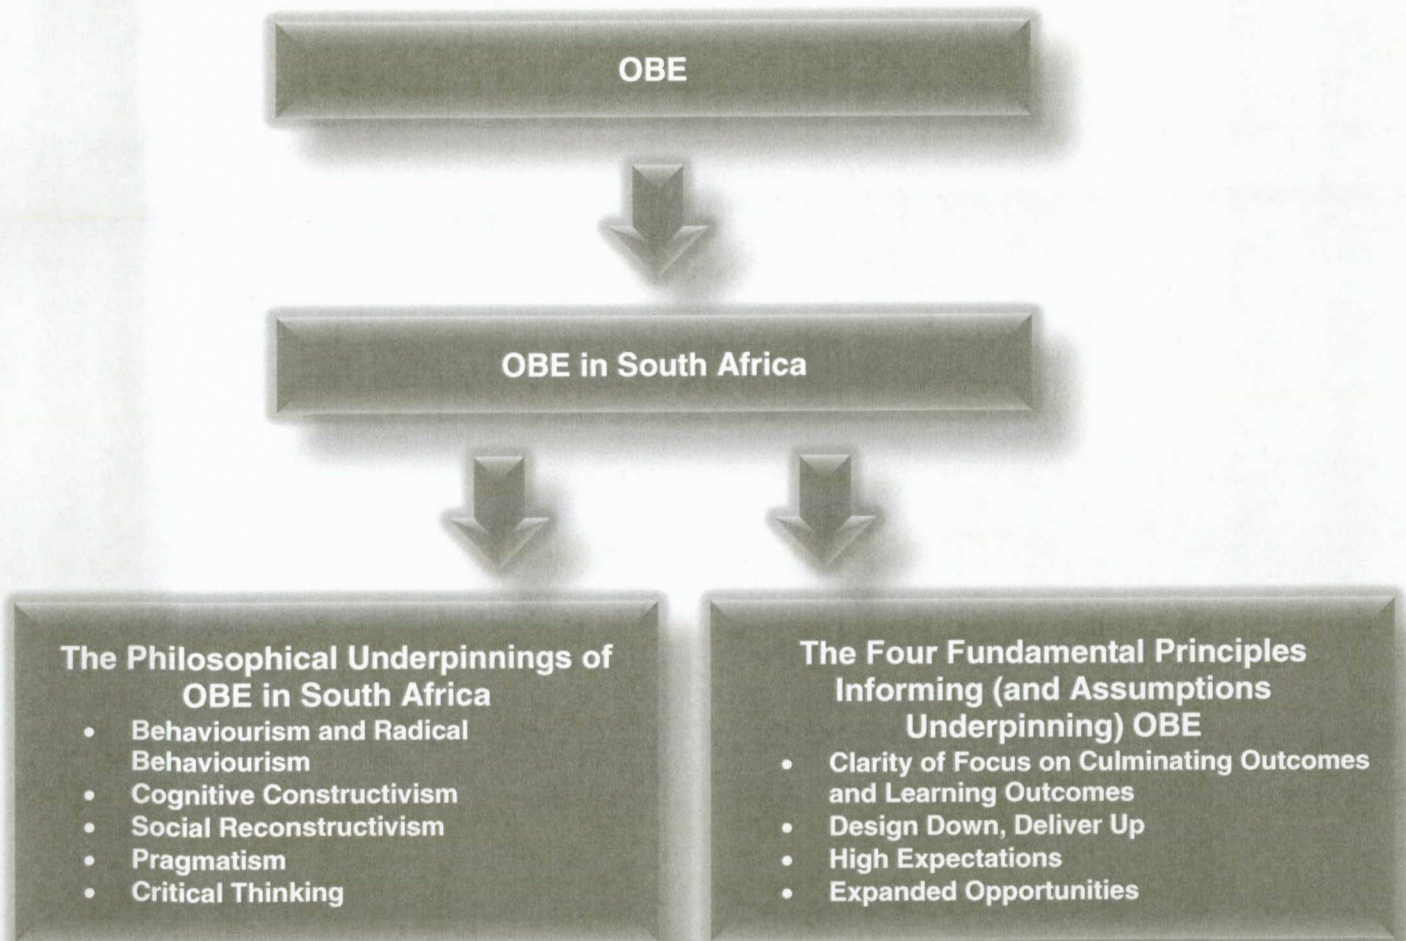 OBE
OBE in South Africa
The Philosophical Underpinnings of
OBE in South Africa
• Behaviourism and Radical
Behaviourism
• Cognitive Constructivism
• Social Reconstructivism
• Pragmatism
• Critical Thinking
The Four Fundamental Principles
Informing (and Assumptions
Underpinning) OBE
• Clarity of Focus on Culminating Outcomes
and Learning Outcomes
• Design Down, Deliver Up
• High Expectations
• Expanded Opportunities